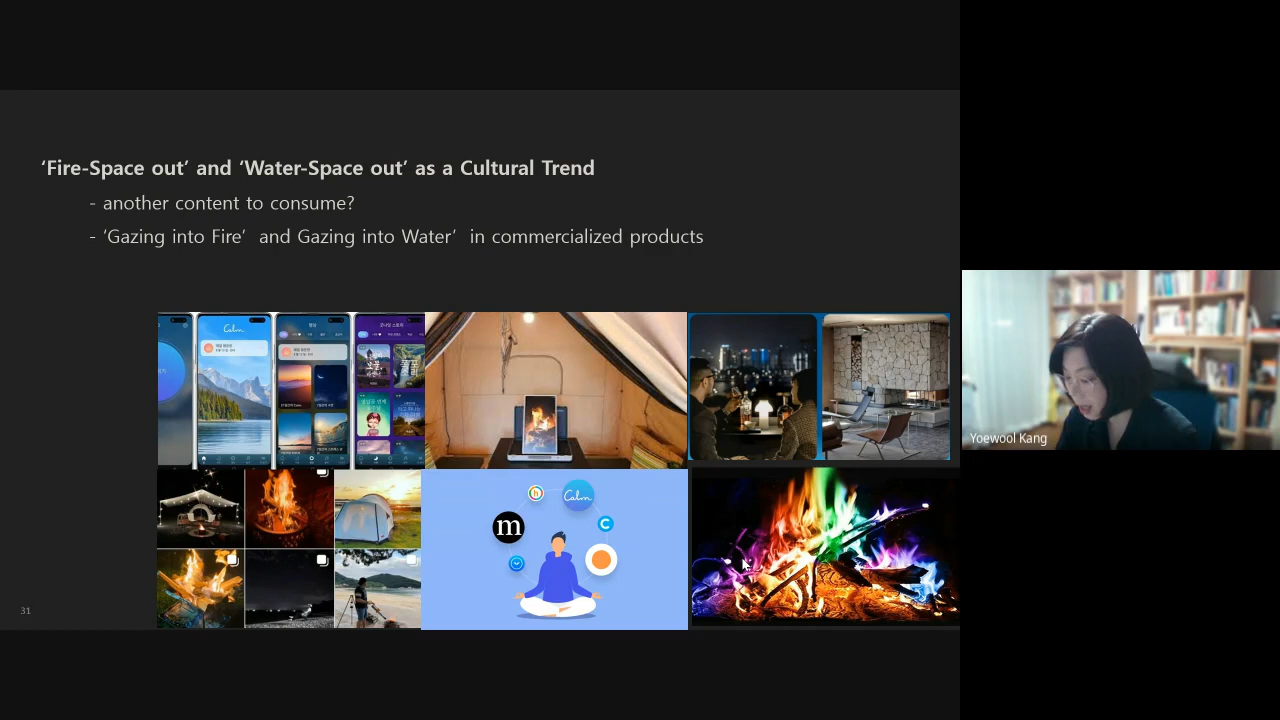 ‘Fire-Space out’ and ‘Water-Space out’ as a Cultural Trend
- another content to consume?
- ‘Gazing into Fire’ and Gazing into Water’ in commercialized products
Calm
Calm
m
31
Yoewool Kang